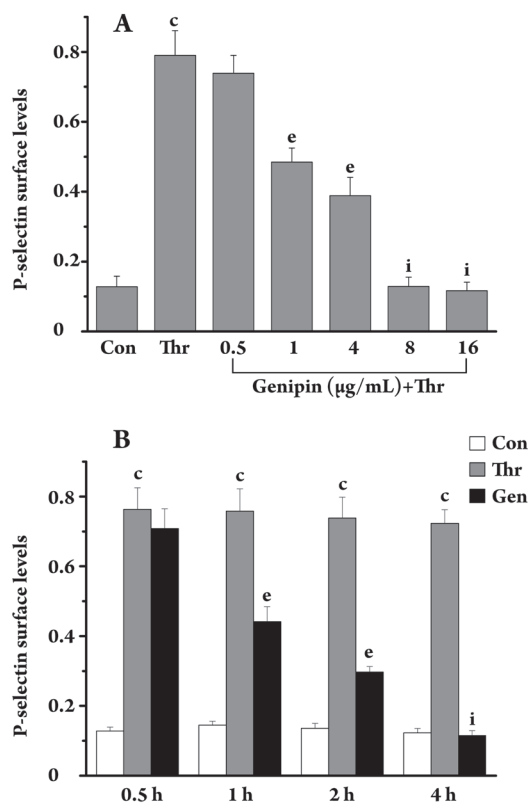 A
P-selectin surface levels
0.8
0.6
0.4
0.2
0
c
e
e
i
i
Con Thr 0.5 1 4 8 16
Genipin (μg/mL)+Thr
B
Con
Thr
Gen
P-selectin surface levels
0.8
0.6
0.4
0.2
0
c
c
c
c
e
e
i
0.5 h 1 h 2 h 4 h